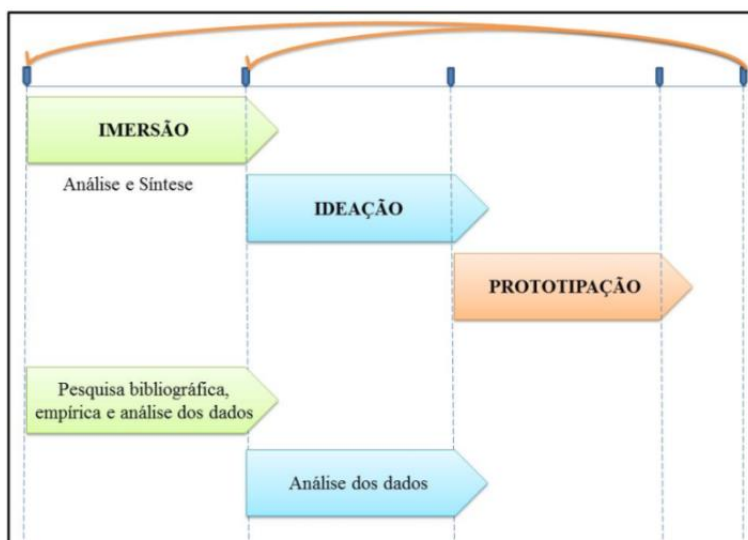 IMERSÃO
Análise e Síntese
IDEAÇÃO
PROTOTIPAÇÃO
Pesquisa bibliográfica,
empírica e análise dos dados
Análise dos dados